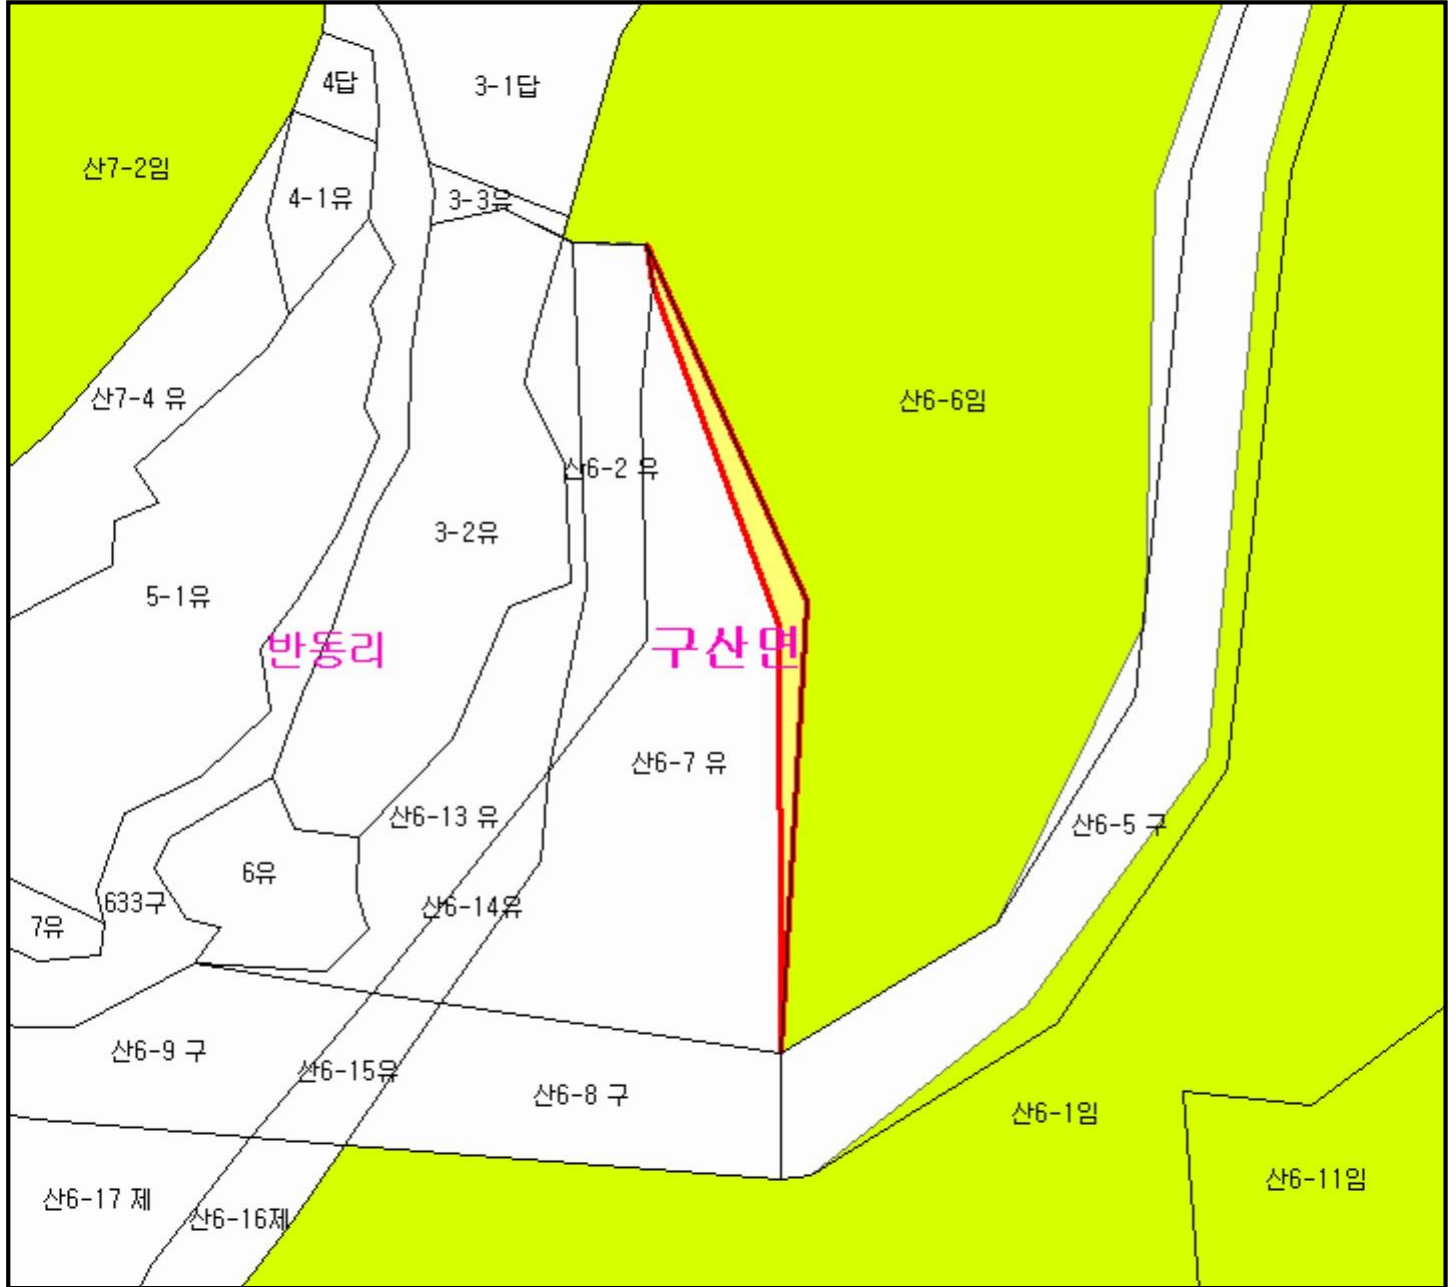 4답
3-1답
산7-2임
4-1유
3-3유
산7-4 유
산6-6임
산6-2 유
3-2유
5-1유
반동리
구산면
산6-7 유
산6-13 유
산6-5 구
6유
633구
산6-14유
7유
산6-9 구
산6-15유
산6-8 구
산6-1임
산6-11임
산6-17 제
산6-16제